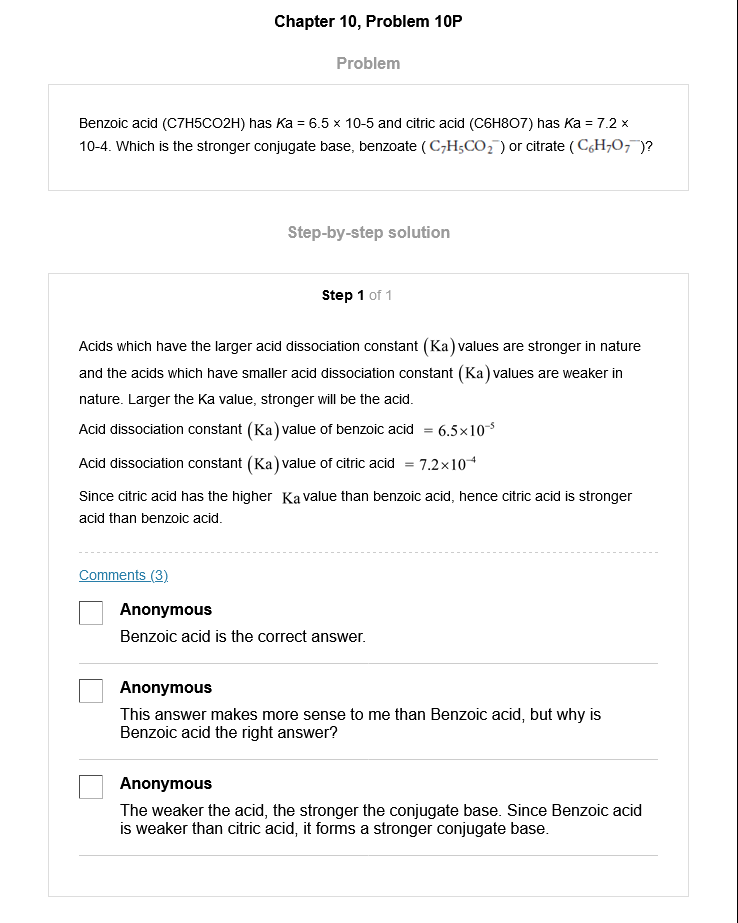 Chapter 10, Problem 10P
Problem
Benzoic acid (C7H5CO2H) has Ka = 6.5 × 10-5 and citric acid (C6H8O7) has Ka = 7.2 ×
10-4. Which is the stronger conjugate base, benzoate ( C₇H₅CO₂⁻ ) or citrate ( C₆H₇O₇⁻ )?
Step-by-step solution
Step 1 of 1
Acids which have the larger acid dissociation constant (Ka) values are stronger in nature
and the acids which have smaller acid dissociation constant (Ka) values are weaker in
nature. Larger the Ka value, stronger will be the acid.
Acid dissociation constant (Ka) value of benzoic acid = 6.5×10⁻⁵
Acid dissociation constant (Ka) value of citric acid = 7.2×10⁻⁴
Since citric acid has the higher Ka value than benzoic acid, hence citric acid is stronger
acid than benzoic acid.
Comments (3)
Anonymous
Benzoic acid is the correct answer.
Anonymous
This answer makes more sense to me than Benzoic acid, but why is
Benzoic acid the right answer?
Anonymous
The weaker the acid, the stronger the conjugate base. Since Benzoic acid
is weaker than citric acid, it forms a stronger conjugate base.